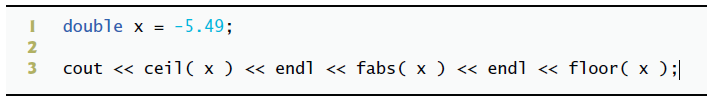 1 double x = -5.49;
2
3 cout << ceil( x ) << endl << fabs( x ) << endl << floor( x );